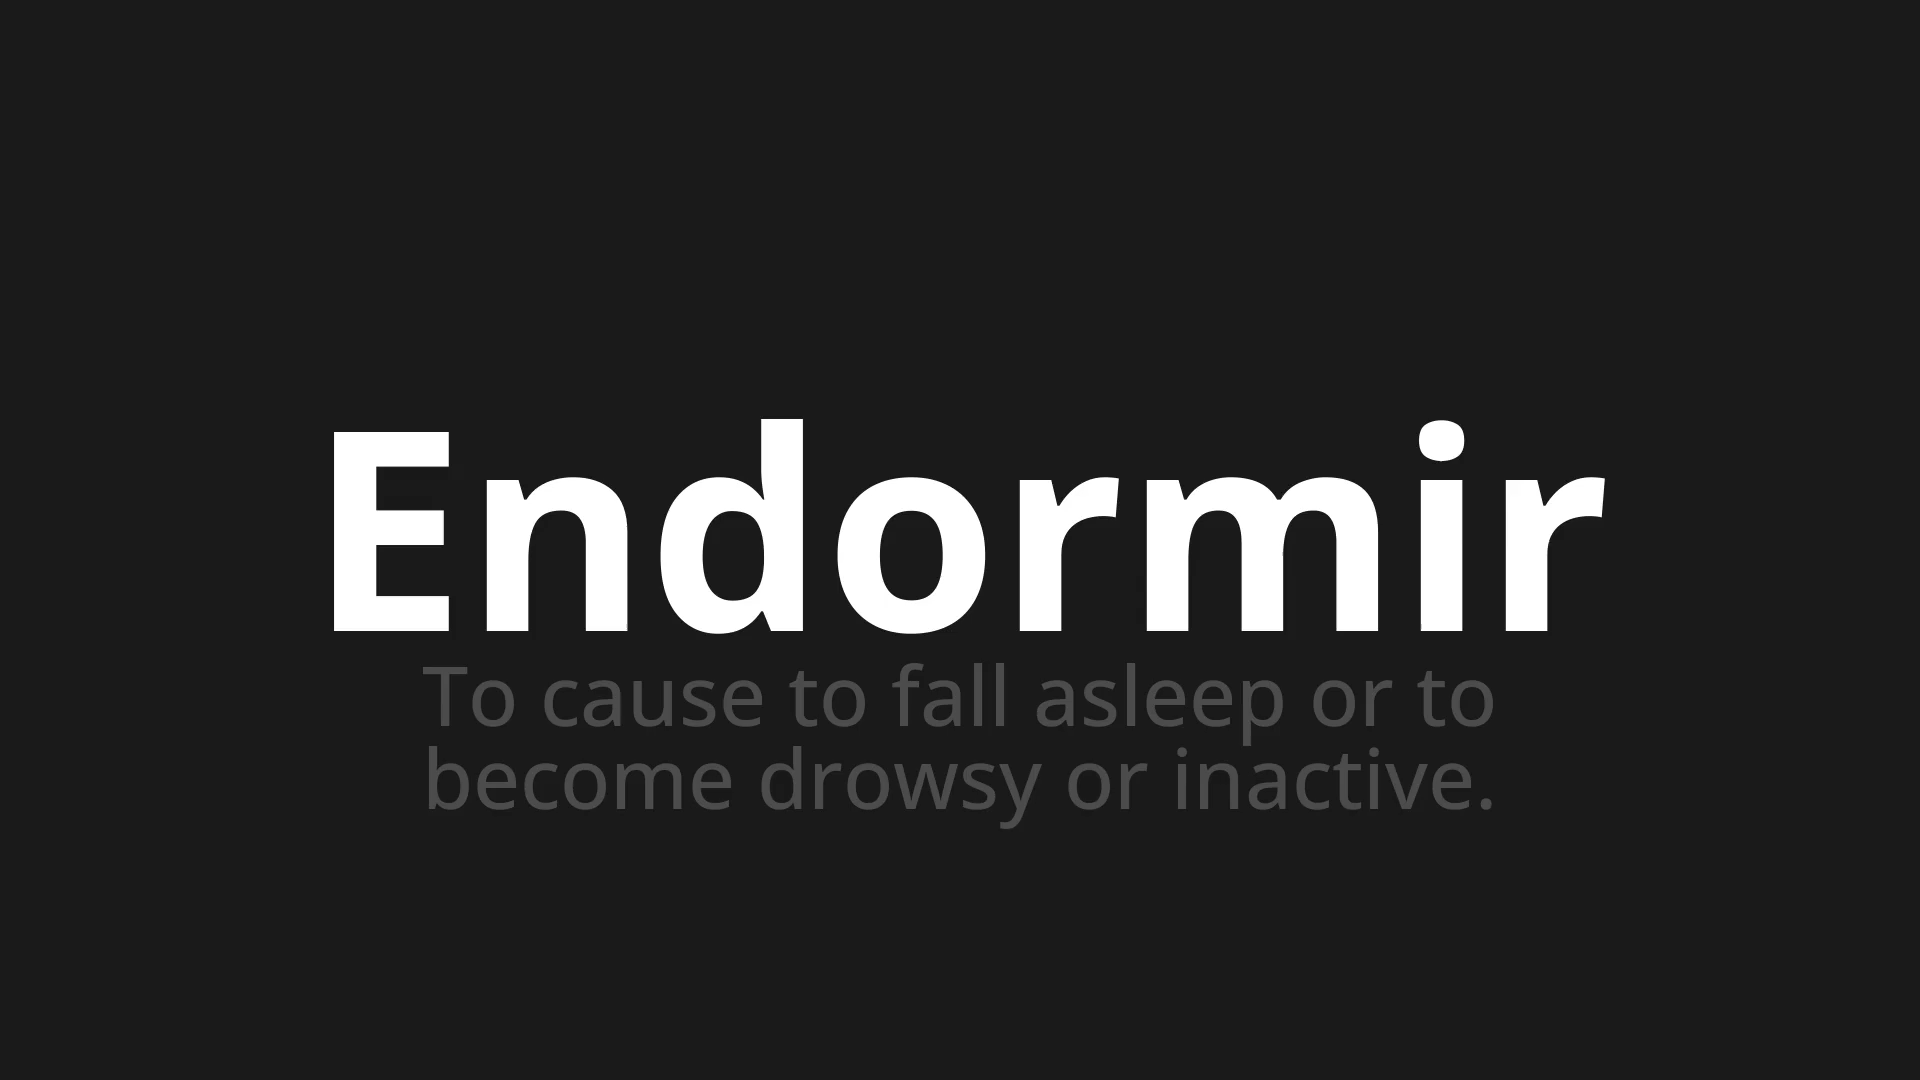 Endormir
To cause to fall asleep or to
become drowsy or inactive.